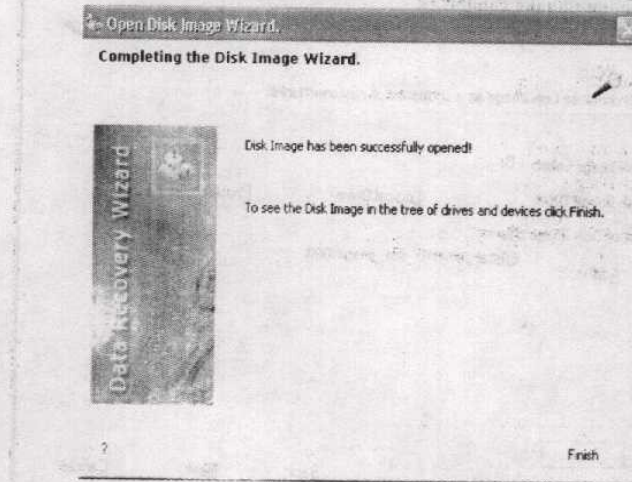 Open Disk Image Wizard.
Completing the Disk Image Wizard.
Data Recovery Wizard
Disk Image has been successfully opened!
To see the Disk Image in the tree of drives and devices click Finish.
?
Finish